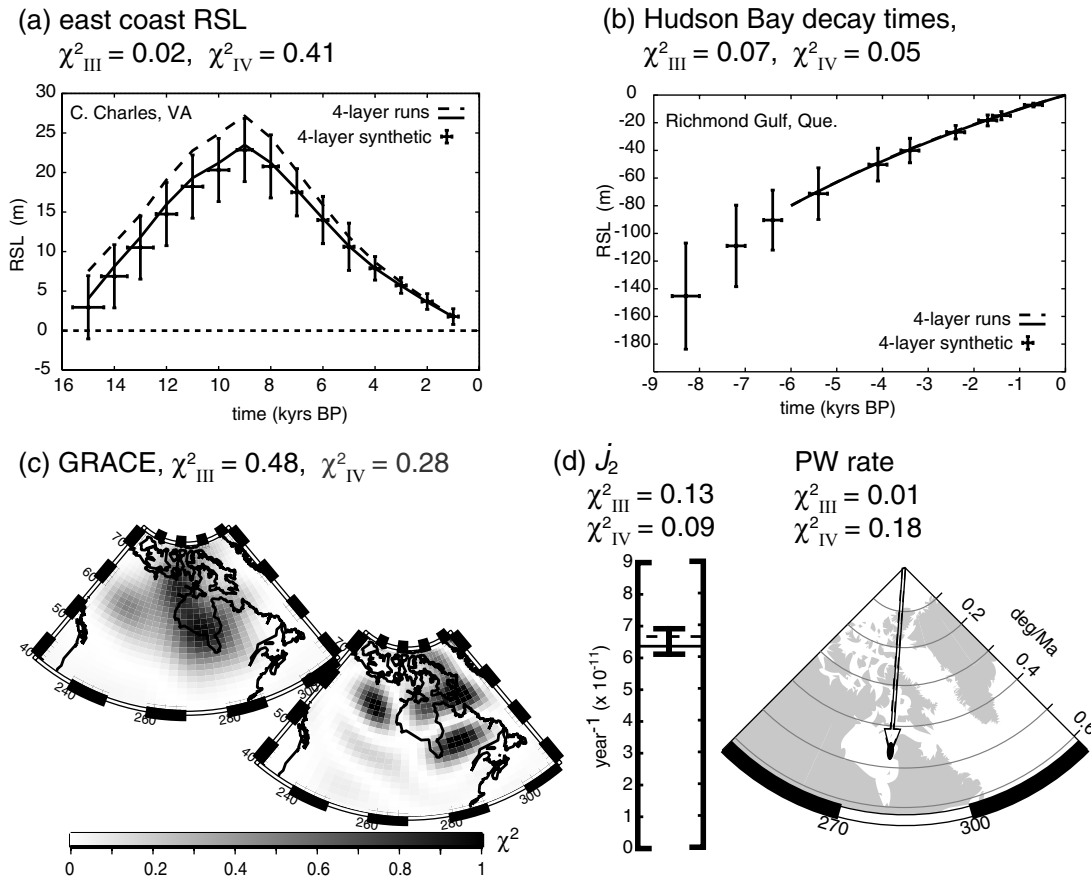 (a) east coast RSL
χ²III = 0.02, χ²IV = 0.41
30
25
20
15
10
5
0
-5
RSL (m)
C. Charles, VA
4-layer runs
4-layer synthetic
16 14 12 10 8 6 4 2 0
time (kyrs BP)
(b) Hudson Bay decay times,
χ²III = 0.07, χ²IV = 0.05
0
-20
-40
-60
-80
-100
-120
-140
-160
-180
RSL (m)
Richmond Gulf, Que.
4-layer runs
4-layer synthetic
-9 -8 -7 -6 -5 -4 -3 -2 -1 0
time (kyrs BP)
(c) GRACE, χ²III = 0.48, χ²IV = 0.28
70
60
50
40
240
260
280
300
70
50
40
240
260
280
300
χ²
0 0.2 0.4 0.6 0.8 1
(d) J̇2
χ²III = 0.13
χ²IV = 0.09
9
8
7
6
5
4
3
2
1
0
year⁻¹ (x 10⁻¹¹)
PW rate
χ²III = 0.01
χ²IV = 0.18
0.2
0.4
0.6
deg/Ma
270
300